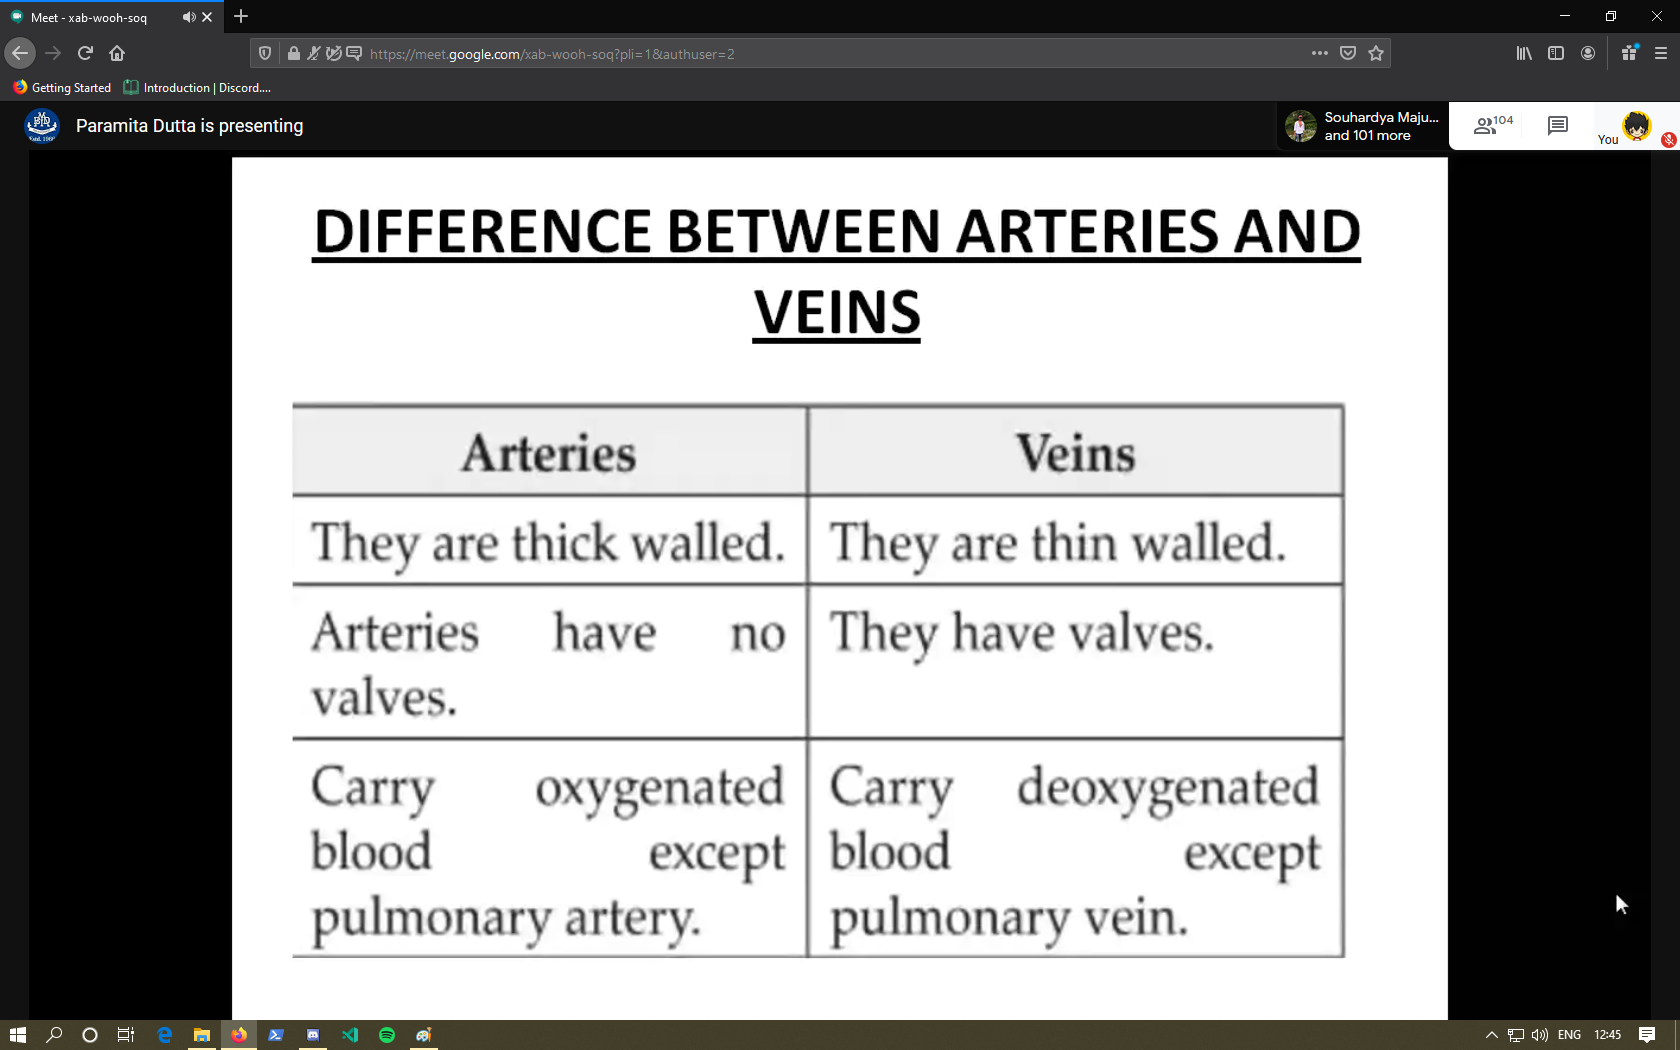 Meet - xab-wooh-soq
https://meet.google.com/xab-wooh-soq?pli=1&authuser=2
Getting Started
Introduction | Discord....
Paramita Dutta is presenting
Souhardya Maju...
and 101 more
104
You
DIFFERENCE BETWEEN ARTERIES AND
VEINS
Arteries
Veins
They are thick walled.
They are thin walled.
Arteries have no
valves.
They have valves.
Carry oxygenated
blood except
pulmonary artery.
Carry deoxygenated
blood except
pulmonary vein.
ENG
12:45